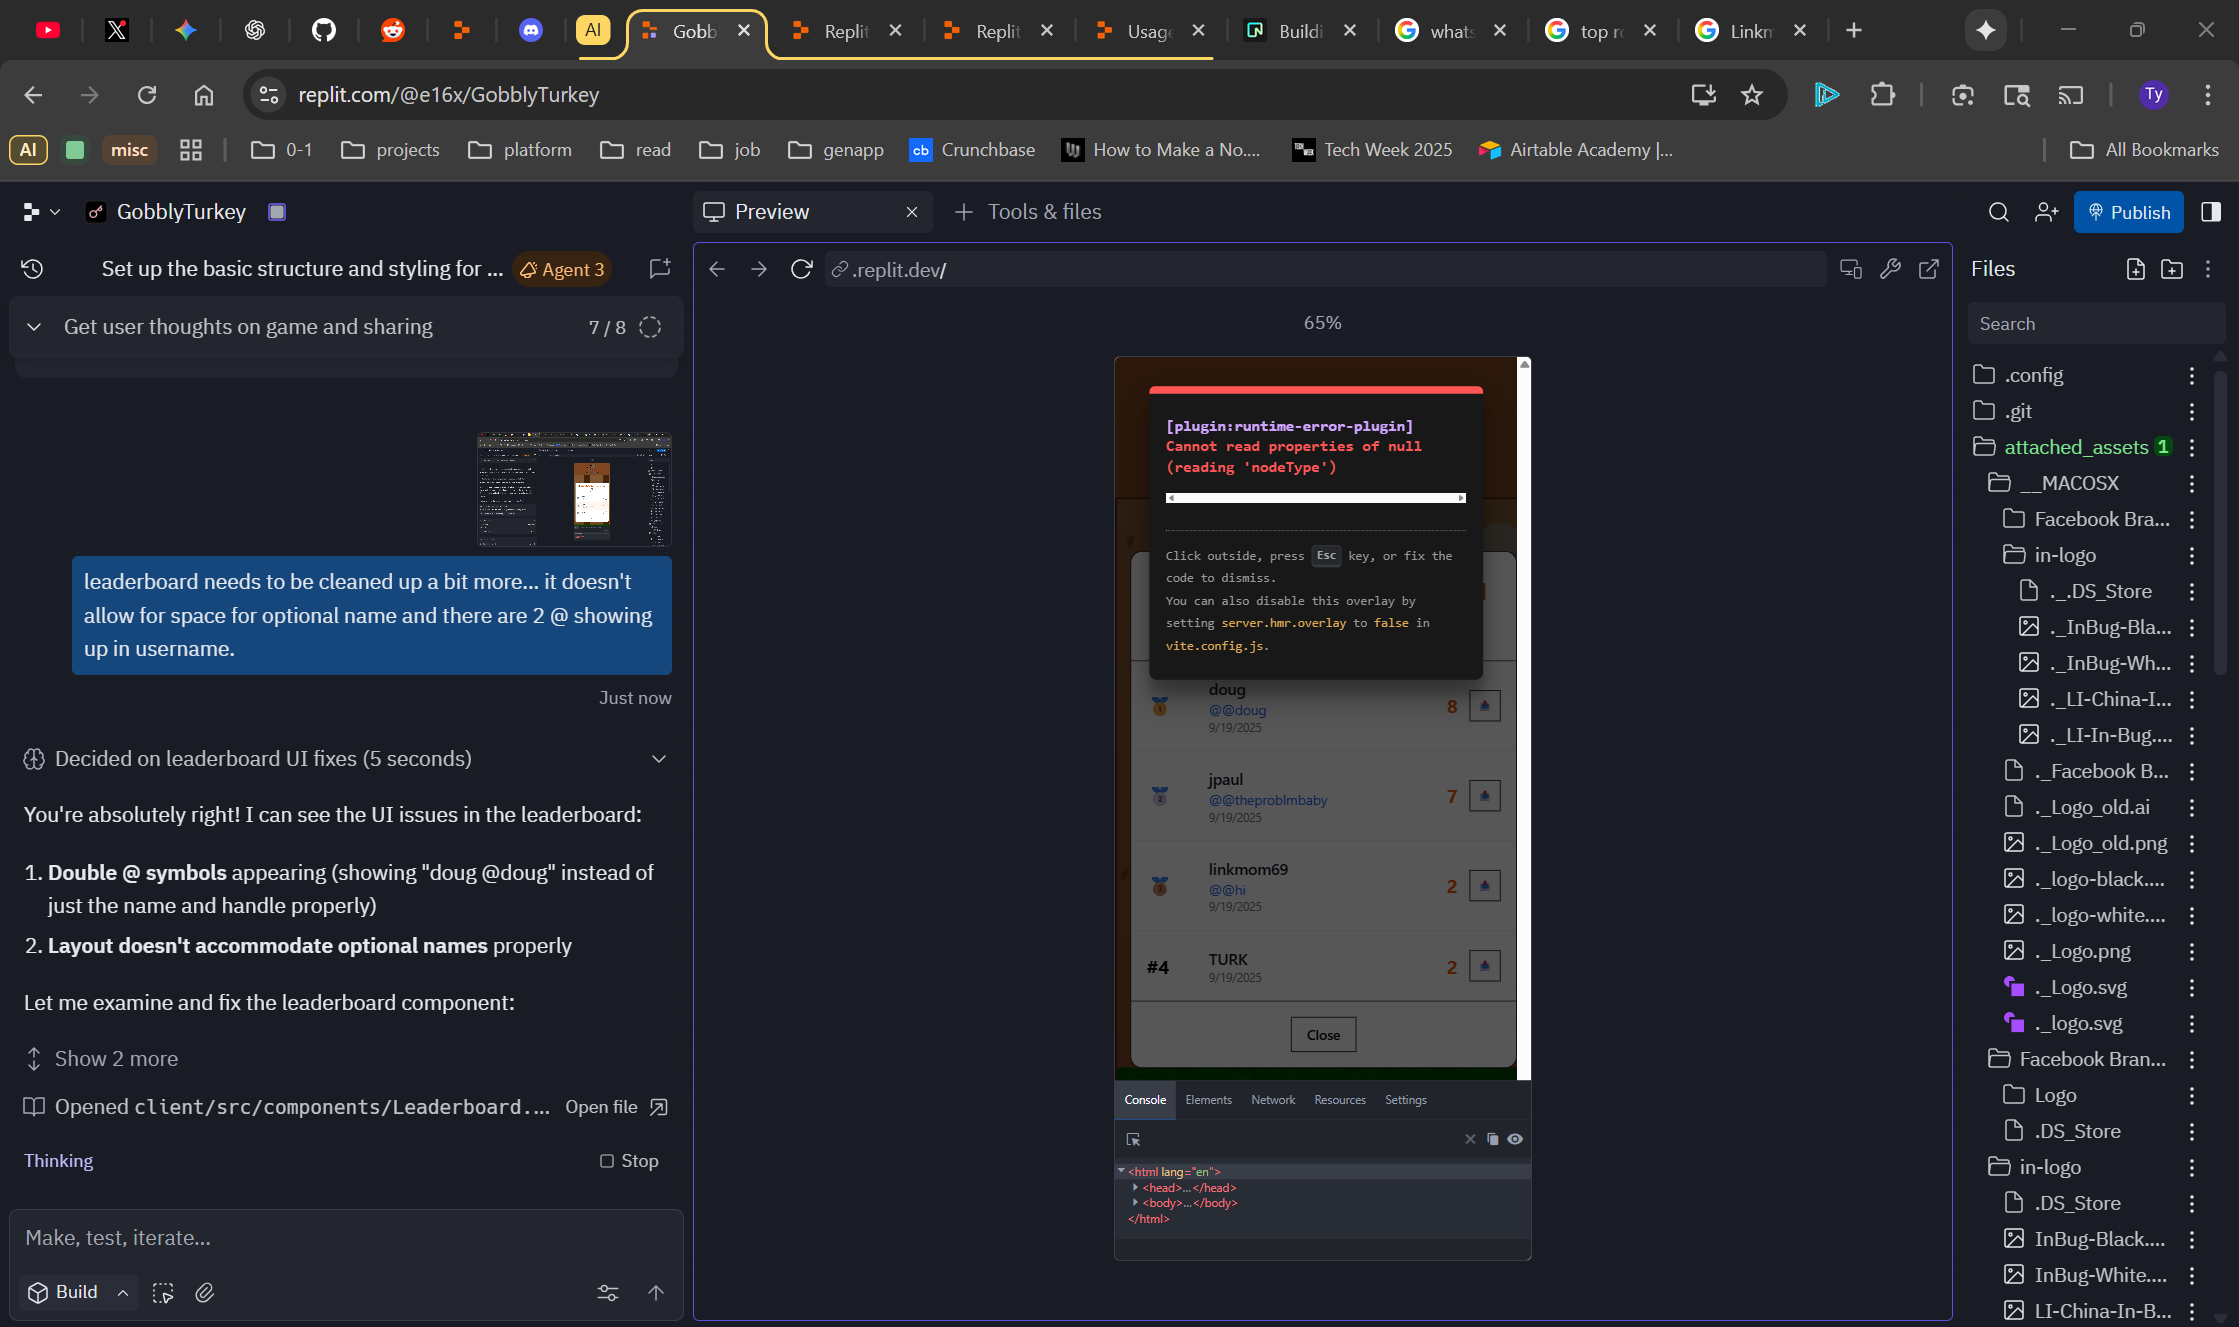 Gobb
Replit
Replit
Usage
Buildi
whats
top r
Linkm
AI
replit.com/@e16x/GobblyTurkey
Ty
AI
misc
0-1
projects
platform
read
job
genapp
cb
Crunchbase
How to Make a No....
Tech Week 2025
Airtable Academy |...
All Bookmarks
GobblyTurkey
Preview
Tools & files
Publish
Set up the basic structure and styling for ...
Agent 3
.replit.dev/
Files
Get user thoughts on game and sharing
7 / 8
65%
Search
leaderboard needs to be cleaned up a bit more... it doesn't
allow for space for optional name and there are 2 @ showing
up in username.
Just now
Decided on leaderboard UI fixes (5 seconds)
You're absolutely right! I can see the UI issues in the leaderboard:
1. Double @ symbols appearing (showing "doug @doug" instead of
just the name and handle properly)
2. Layout doesn't accommodate optional names properly
Let me examine and fix the leaderboard component:
Show 2 more
Opened client/src/components/Leaderboard....
Open file
Thinking
Stop
Make, test, iterate...
Build
[plugin:runtime-error-plugin]
Cannot read properties of null
(reading 'nodeType')
Click outside, press Esc key, or fix the
code to dismiss.
You can also disable this overlay by
setting server.hmr.overlay to false in
vite.config.js.
doug
@@doug
9/19/2025
8
jpaul
@@theproblmbaby
9/19/2025
7
linkmom69
@@hi
9/19/2025
2
#4
TURK
9/19/2025
2
Close
Console
Elements
Network
Resources
Settings
<html lang="en">
<head>...</head>
<body>...</body>
</html>
.config
.git
attached_assets
1
__MACOSX
Facebook Bra...
in-logo
._.DS_Store
._InBug-Bla...
._InBug-Wh...
._LI-China-I...
._LI-In-Bug....
._Facebook B...
._Logo_old.ai
._Logo_old.png
._logo-black....
._logo-white....
._Logo.png
._Logo.svg
._logo.svg
Facebook Bran...
Logo
.DS_Store
in-logo
.DS_Store
InBug-Black....
InBug-White....
LI-China-In-B...